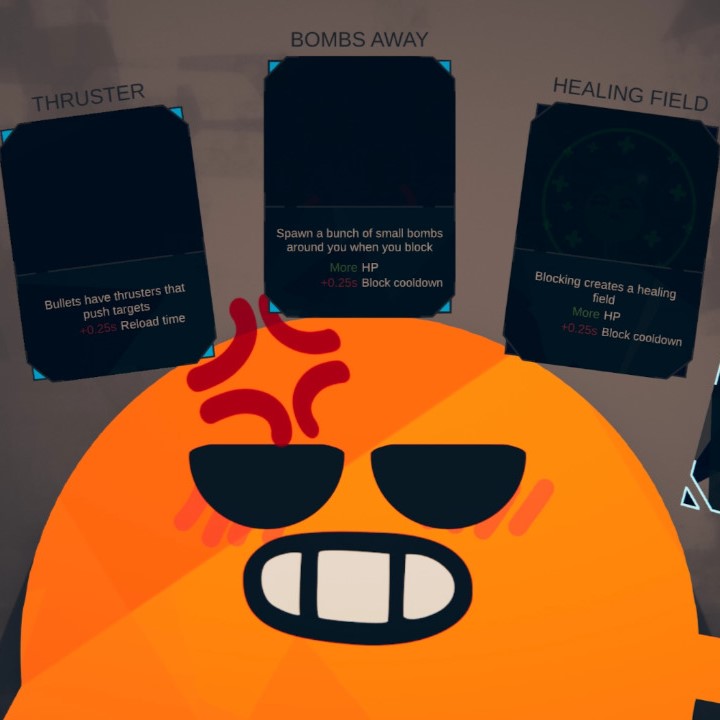 THRUSTER
Bullets have thrusters that
push targets
+0.25s Reload time
BOMBS AWAY
Spawn a bunch of small bombs
around you when you block
More HP
+0.25s Block cooldown
HEALING FIELD
Blocking creates a healing
field
More HP
+0.25s Block cooldown